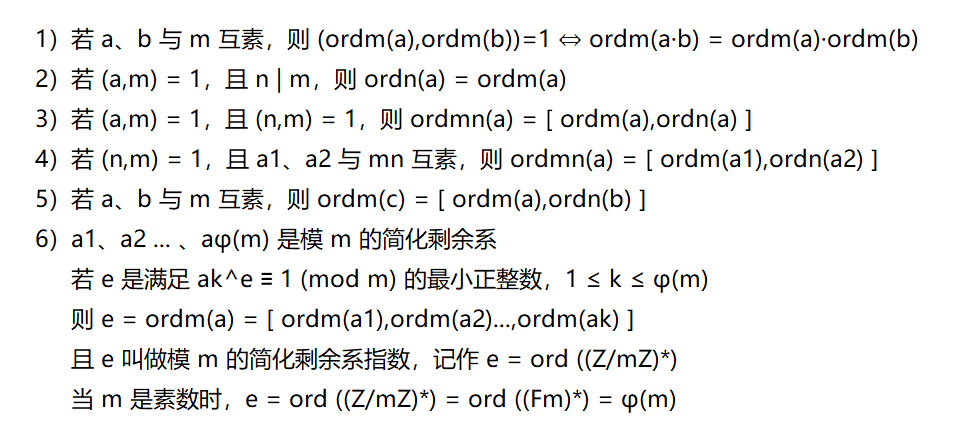 1）若 a、b 与 m 互素，则 (ordm(a),ordm(b))=1 ⇔ ordm(a·b) = ordm(a)·ordm(b)
2）若 (a,m) = 1，且 n | m，则 ordn(a) = ordm(a)
3）若 (a,m) = 1，且 (n,m) = 1，则 ordmn(a) = [ ordm(a),ordn(a) ]
4）若 (n,m) = 1，且 a1、a2 与 mn 互素，则 ordmn(a) = [ ordm(a1),ordn(a2) ]
5）若 a、b 与 m 互素，则 ordm(c) = [ ordm(a),ordn(b) ]
6）a1、a2 ... 、aφ(m) 是模 m 的简化剩余系
若 e 是满足 ak^e ≡ 1 (mod m) 的最小正整数，1 ≤ k ≤ φ(m)
则 e = ordm(a) = [ ordm(a1),ordm(a2)...,ordm(ak) ]
且 e 叫做模 m 的简化剩余系指数，记作 e = ord ((Z/mZ)*)
当 m 是素数时，e = ord ((Z/mZ)*) = ord ((Fm)*) = φ(m)